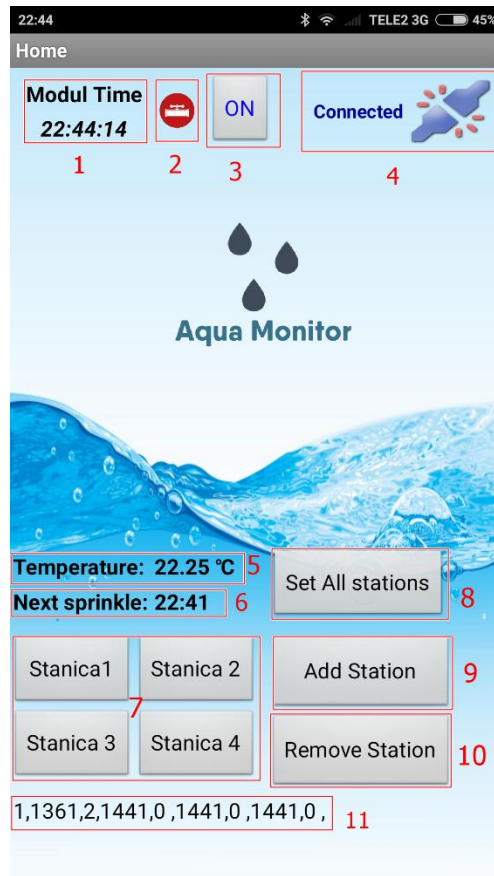 22:44 TELE2 3G 45%
Home
Modul Time
22:44:14
ON
Connected
1 2 3 4
Aqua Monitor
Temperature: 22.25 °C 5
Next sprinkle: 22:41 6
Set All stations 8
Stanica1 Stanica 2
7
Stanica 3 Stanica 4
Add Station 9
Remove Station 10
1,1361,2,1441,0 ,1441,0 ,1441,0 , 11